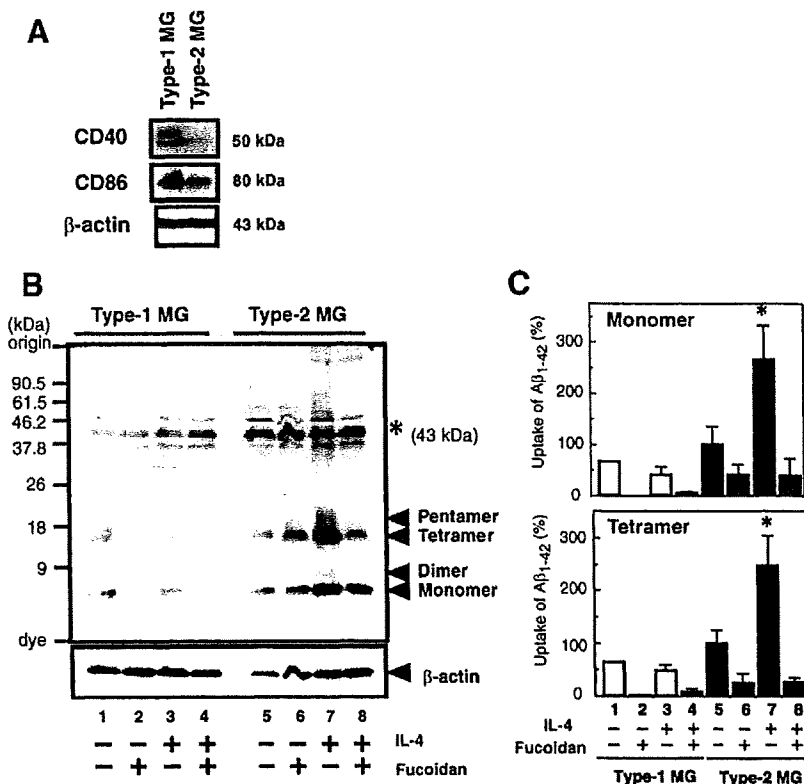 A
Type-1 MG
Type-2 MG
CD40
50 kDa
CD86
80 kDa
β-actin
43 kDa
B
Type-1 MG
Type-2 MG
(kDa)
origin
90.5
61.5
46.2
37.8
26
18
9
dye
* (43 kDa)
Pentamer
Tetramer
Dimer
Monomer
β-actin
1 2 3 4 5 6 7 8
− − + + − − + + IL-4
− + − + − + − + Fucoidan
C
Monomer
*
Uptake of Aβ1-42 (%)
300
200
100
0
Tetramer
*
Uptake of Aβ1-42 (%)
300
200
100
0
1 2 3 4 5 6 7 8
IL-4 − − + + − − + +
Fucoidan − + − + − + − +
Type-1 MG
Type-2 MG